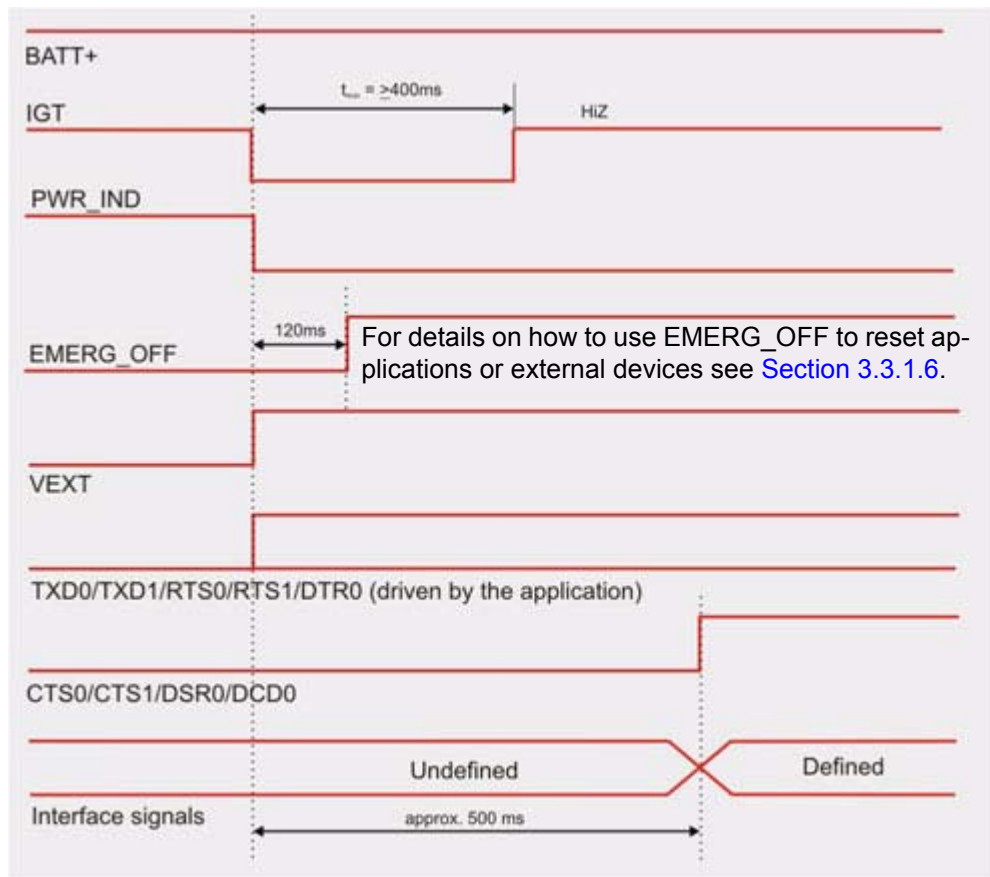 BATT+
= ≥400ms
IGT
HiZ
PWR_IND
120ms
For details on how to use EMERG_OFF to reset ap-
EMERG_OFF
plications or external devices see Section 3.3.1.6.
VEXT
TXD0/TXD1/RTS0/RTS1/DTR0 (driven by the application)
CTS0/CTS1/DSR0/DCD0
Undefined
Defined
Interface signals
approx. 500 ms